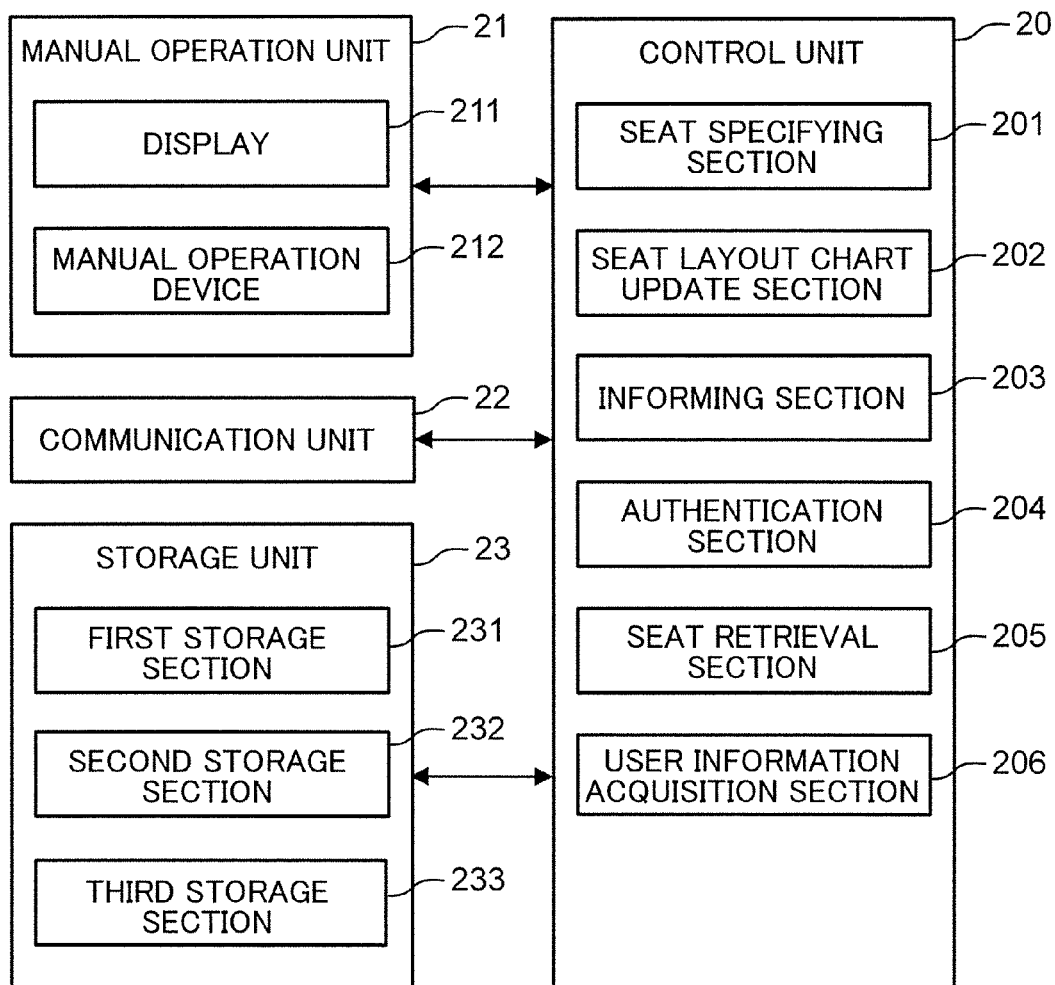 MANUAL OPERATION UNIT
21
DISPLAY
211
MANUAL OPERATION
DEVICE
212
COMMUNICATION UNIT
22
STORAGE UNIT
23
FIRST STORAGE
SECTION
231
SECOND STORAGE
SECTION
232
THIRD STORAGE
SECTION
233
CONTROL UNIT
20
SEAT SPECIFYING
SECTION
201
SEAT LAYOUT CHART
UPDATE SECTION
202
INFORMING SECTION
203
AUTHENTICATION
SECTION
204
SEAT RETRIEVAL
SECTION
205
USER INFORMATION
ACQUISITION SECTION
206